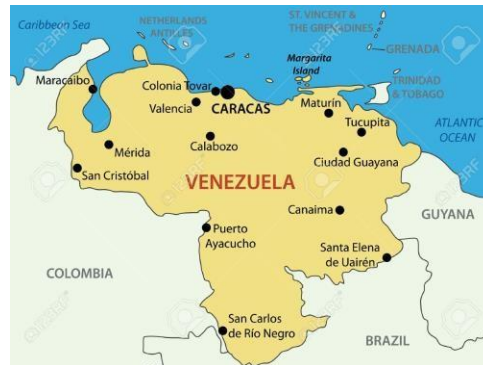 Caribbean Sea
NETHERLANDS
ANTILLES
ST. VINCENT &
THE GRENADINES
GRENADA
Margarita
Island
TRINIDAD
& TOBAGO
Maracaibo
Colonia Tovar
Valencia
CARACAS
Maturín
Tucupita
ATLANTIC
OCEAN
Calabozo
Mérida
Ciudad Guayana
San Cristóbal
VENEZUELA
Canaima
GUYANA
Puerto
Ayacucho
Santa Elena
de Uairén
COLOMBIA
San Carlos
de Río Negro
BRAZIL
123RF